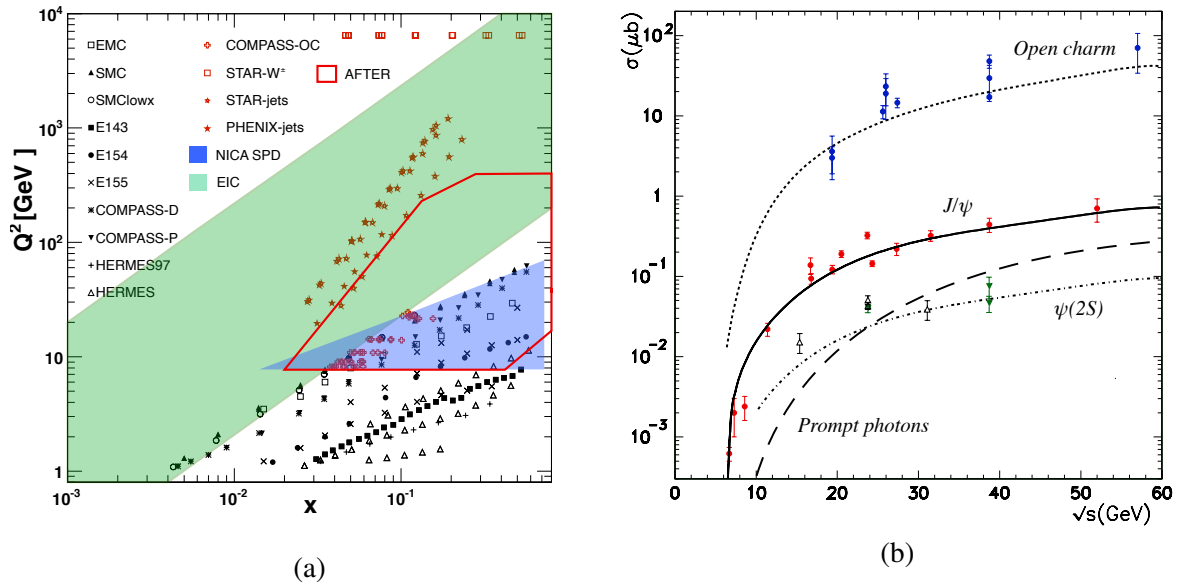 Q² [GeV]
10⁴
10³
10²
10
1
10⁻³
10⁻²
10⁻¹
x
EMC
SMC
SMClowx
E143
E154
E155
COMPASS-D
COMPASS-P
HERMES97
HERMES
COMPASS-OC
STAR-W±
STAR-jets
PHENIX-jets
NICA SPD
EIC
AFTER
(a)
σ(μb)
10²
10
1
10⁻¹
10⁻²
10⁻³
Open charm
J/ψ
ψ(2S)
Prompt photons
0
10
20
30
40
50
60
√s(GeV)
(b)